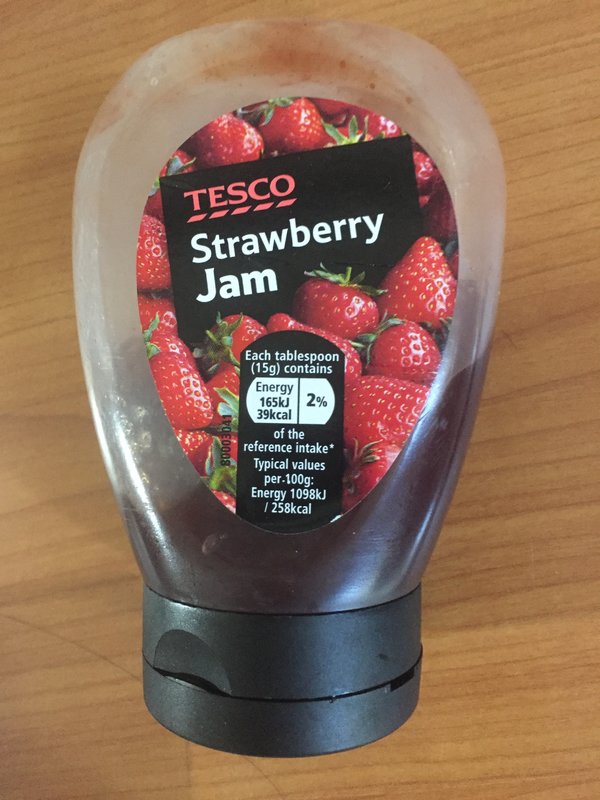 TESCO
Strawberry
Jam
Each tablespoon
(15g) contains
Energy
165kJ
39kcal
2%
of the
reference intake*
Typical values
per 100g:
Energy 1098kJ
/ 258kcal